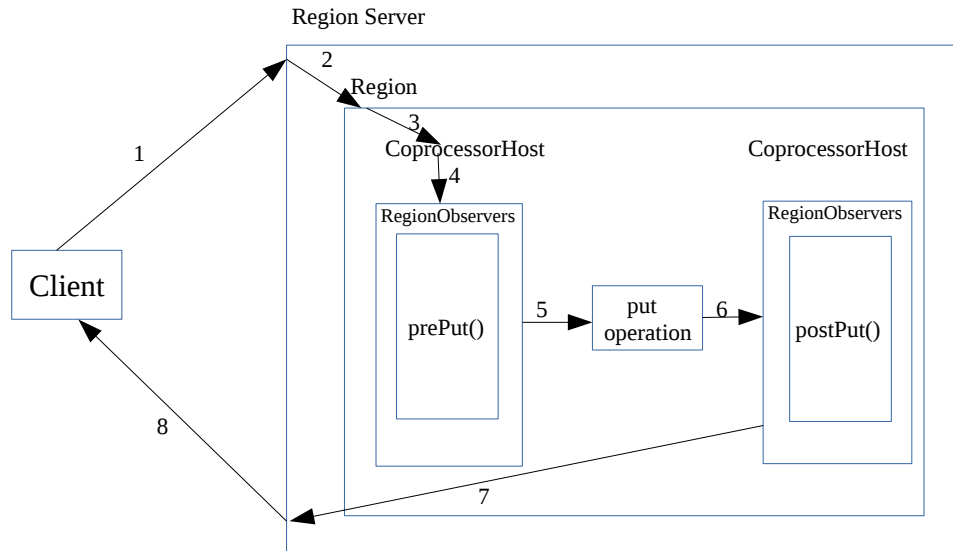 Region Server
2
Region
3
1
CoprocessorHost
CoprocessorHost
4
RegionObservers
RegionObservers
Client
5
put
operation
6
prePut()
postPut()
8
7